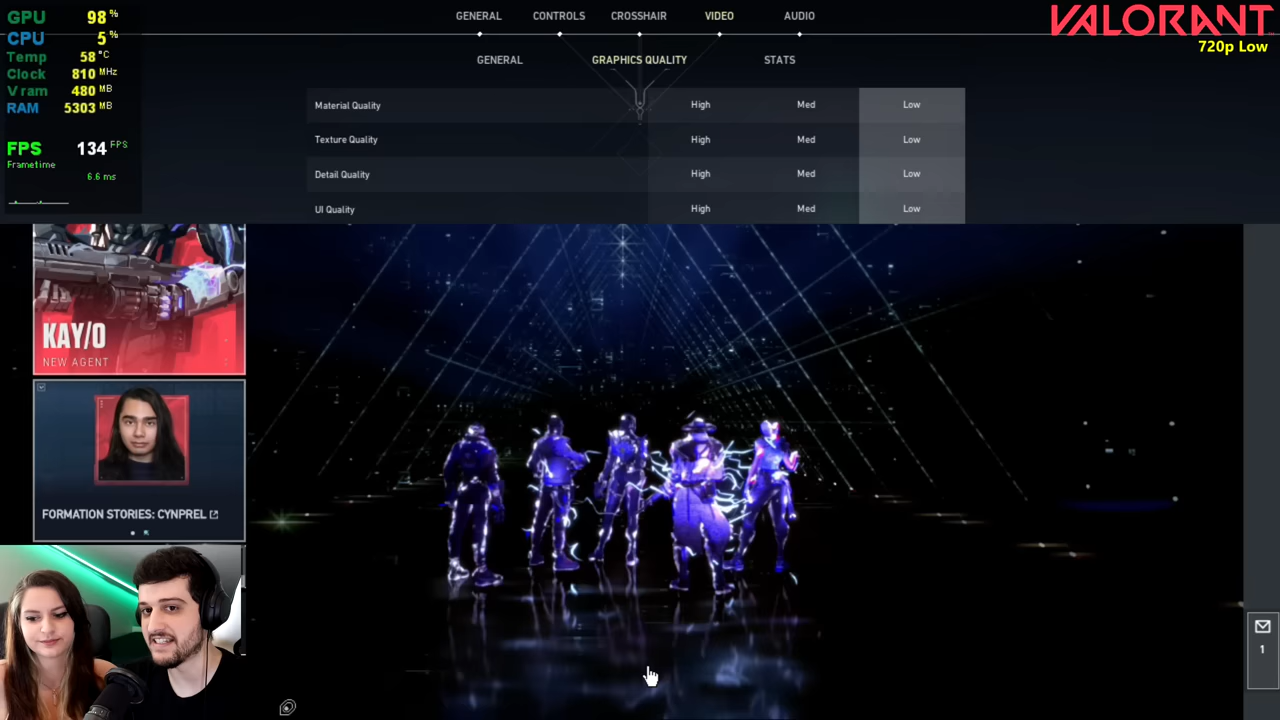 GPU 98 %
CPU 5 %
Temp 58 °C
Clock 810 MHz
V ram 480 MB
RAM 5303 MB
FPS 134 FPS
Frametime
6.6 ms
GENERAL CONTROLS CROSSHAIR VIDEO AUDIO
GENERAL GRAPHICS QUALITY STATS
VALORANT
720p Low
Material Quality High Med Low
Texture Quality High Med Low
Detail Quality High Med Low
UI Quality High Med Low
KAY/O
NEW AGENT
FORMATION STORIES: CYNPREL
1